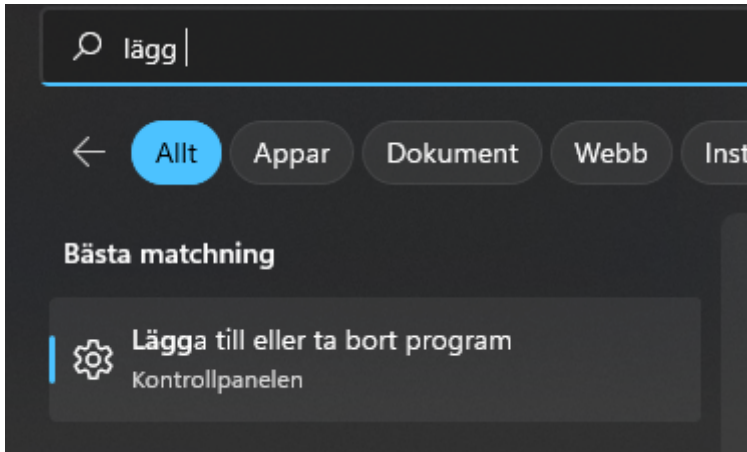 lägg
Allt Appar Dokument Webb Inst
Bästa matchning
Lägga till eller ta bort program
Kontrollpanelen